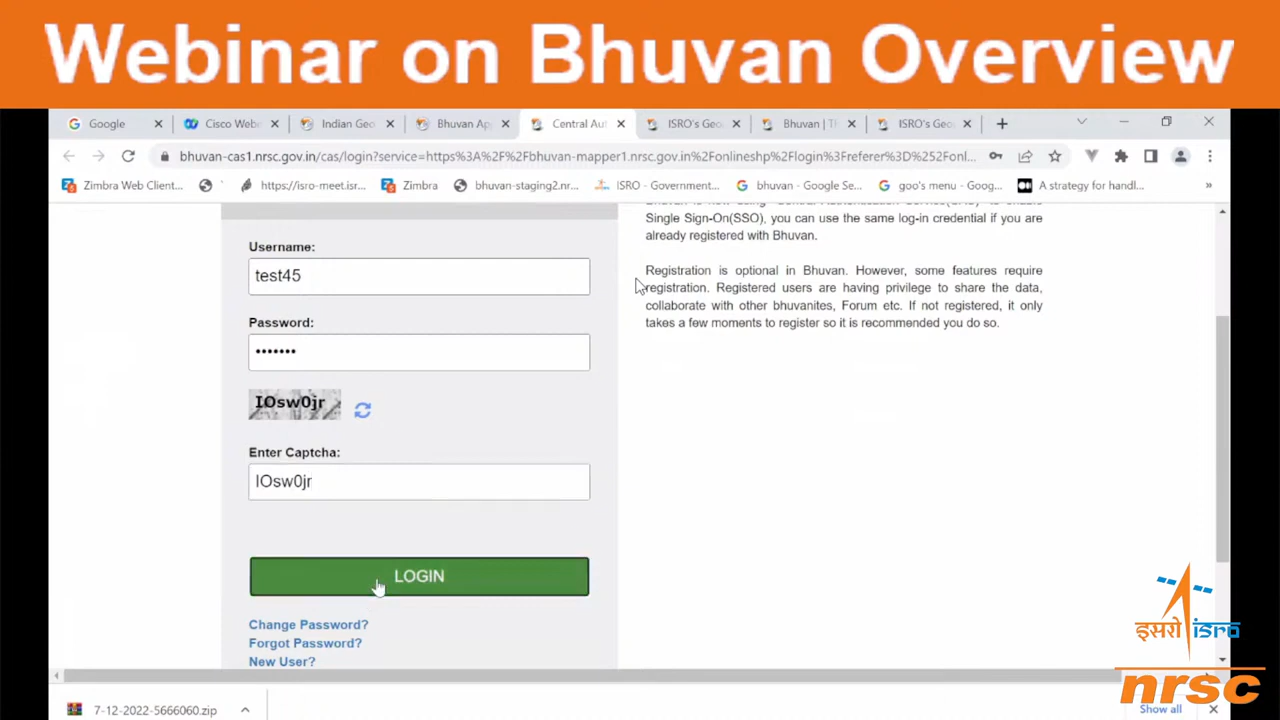 Webinar on Bhuvan Overview
Google
Cisco Web
Indian Geo
Bhuvan Ap
Central Aut
ISRO's Geo
Bhuvan | T
ISRO's Geo
bhuvan-cas1.nrsc.gov.in/cas/login?service=https%3A%2F%2Fbhuvan-mapper1.nrsc.gov.in%2Fonlineshp%2Flogin%3Freferer%3D%252Fonl...
Zimbra Web Client...
https://isro-meet.isr...
Zimbra
bhuvan-staging2.nr...
ISRO - Government...
bhuvan - Google Se...
goo's menu - Goog...
A strategy for handl...
»
Single Sign-On(SSO), you can use the same log-in credential if you are
already registered with Bhuvan.
Registration is optional in Bhuvan. However, some features require
registration. Registered users are having privilege to share the data,
collaborate with other bhuvanites, Forum etc. If not registered, it only
takes a few moments to register so it is recommended you do so.
Username:
test45
Password:
•••••••
IOsw0jr
Enter Captcha:
IOsw0jr
LOGIN
Change Password?
Forgot Password?
New User?
इसरो isro
nrsc
7-12-2022-5666060.zip
Show all